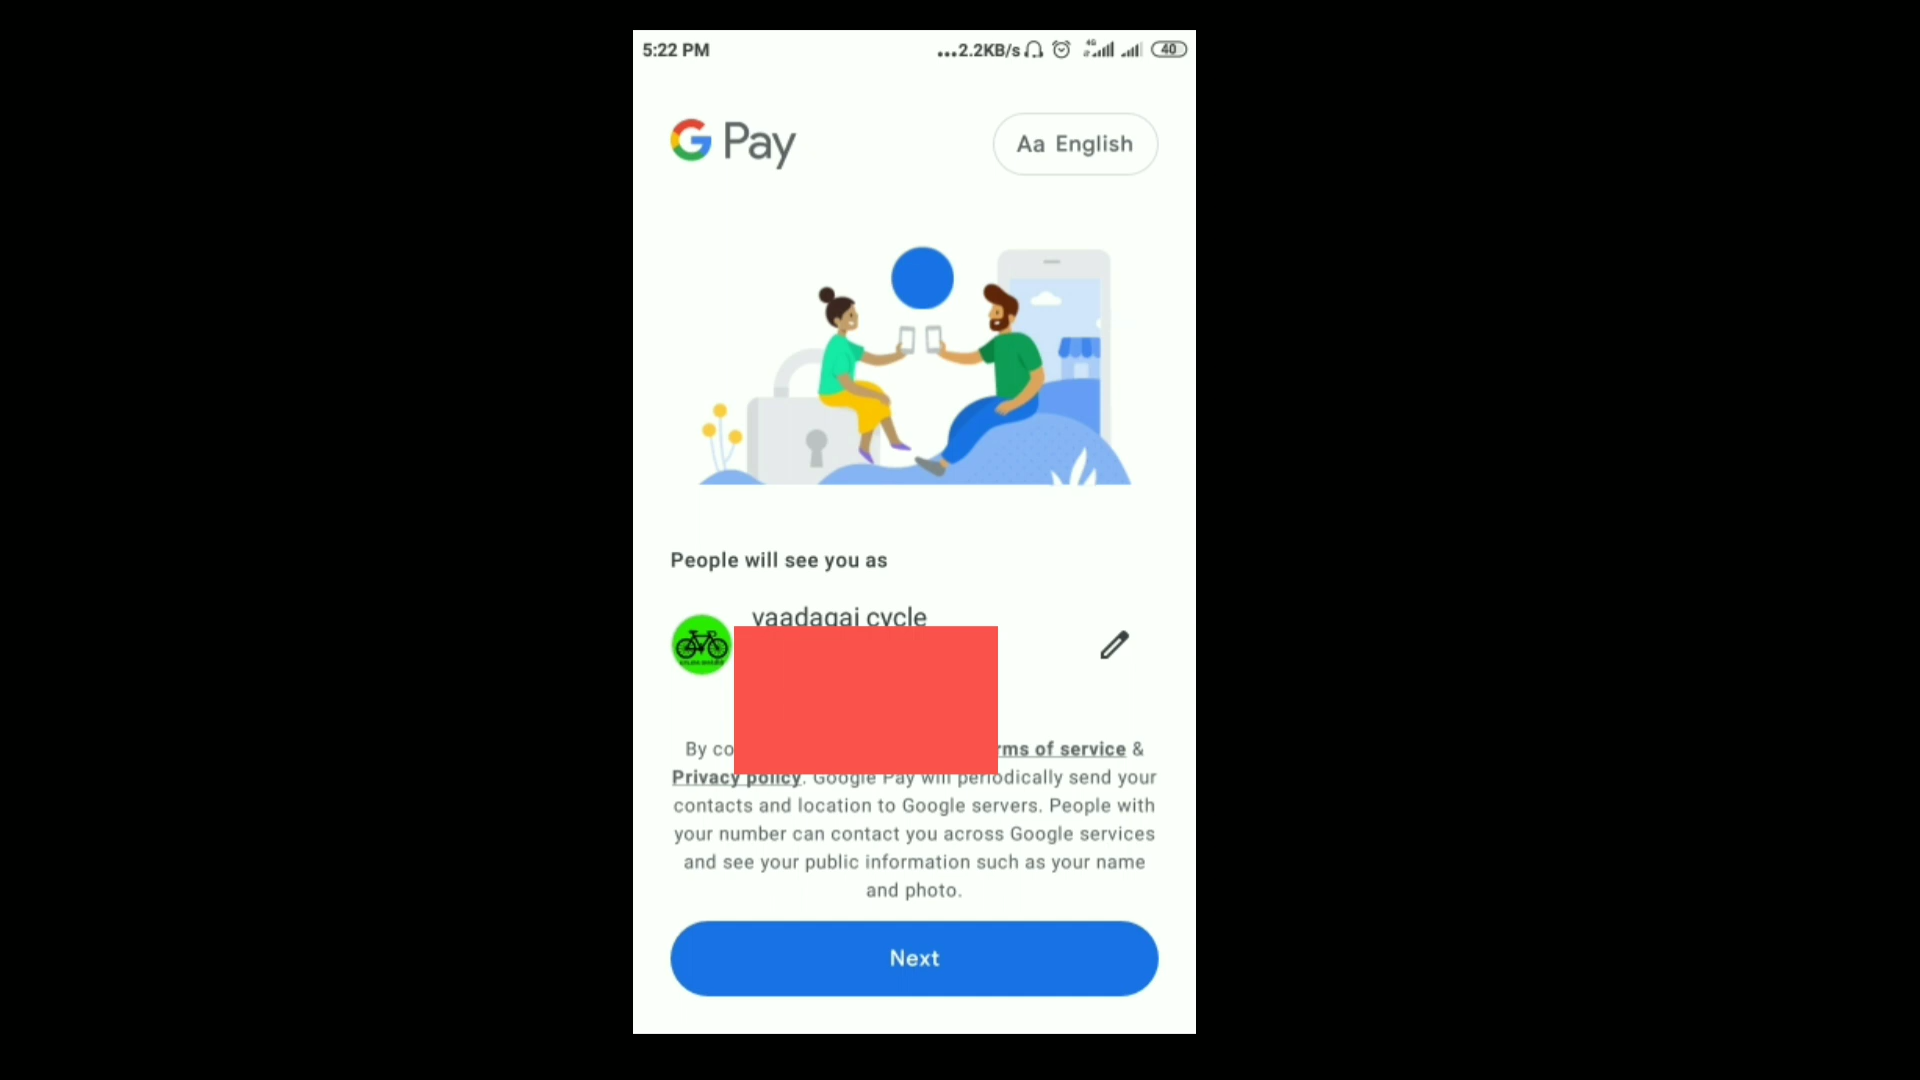 5:22 PM
...2.2KB/s 4G 40
G Pay
Aa English
People will see you as
vaadagai cycle
By co rms of service &
Privacy policy. Google Pay will periodically send your
contacts and location to Google servers. People with
your number can contact you across Google services
and see your public information such as your name
and photo.
Next